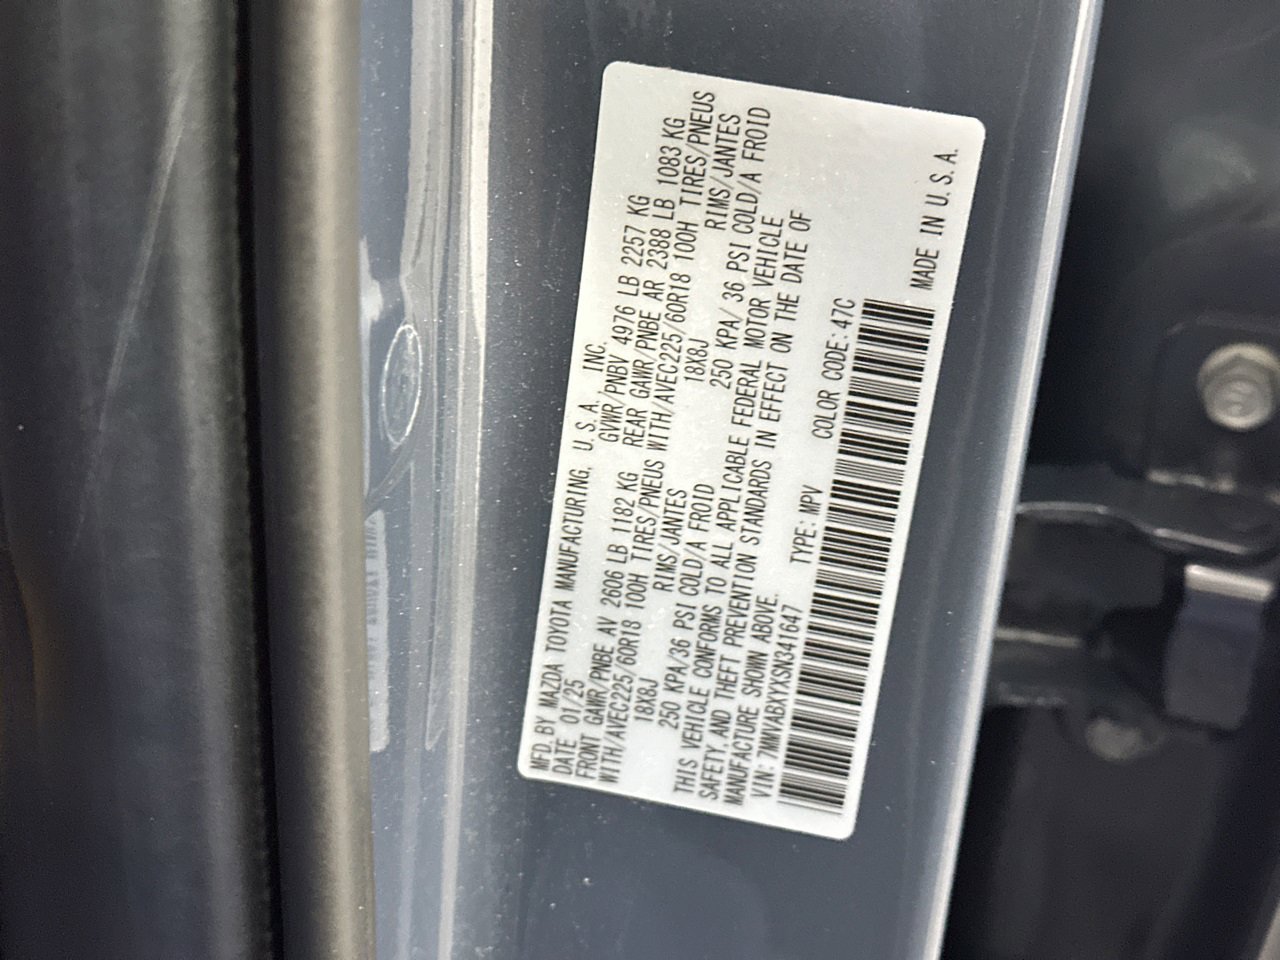 MFD. BY MAZDA TOYOTA MANUFACTURING, U.S.A., INC.
DATE 01/25 GVWR/PNBV 4976 LB 2257 KG
FRONT GAWR/PNBE AV 2606 LB 1182 KG REAR GAWR/PNBE AR 2388 LB 1083 KG
WITH/AVEC225/60R18 100H TIRES/PNEUS WITH/AVEC225/60R18 100H TIRES/PNEUS
18X8J RIMS/JANTES 18X8J RIMS/JANTES
250 KPA/36 PSI COLD/A FROID 250 KPA/ 36 PSI COLD/A FROID
THIS VEHICLE CONFORMS TO ALL APPLICABLE FEDERAL MOTOR VEHICLE
SAFETY, AND THEFT PREVENTION STANDARDS IN EFFECT ON THE DATE OF
MANUFACTURE SHOWN ABOVE.
VIN: 7MMVABXYXSN341647 TYPE: MPV COLOR CODE: 47C
MADE IN U.S.A.